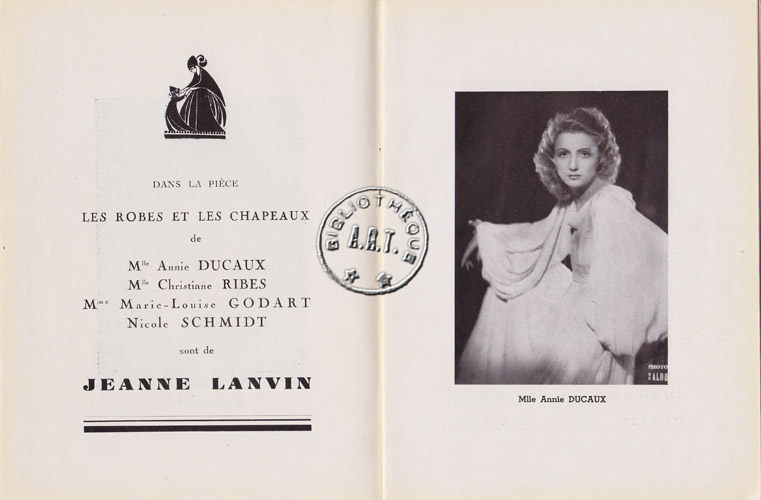 DANS LA PIÈCE
LES ROBES ET LES CHAPEAUX
de
Mlle Annie DUCAUX
Mlle Christiane RIBES
Mme Marie-Louise GODART
Nicole SCHMIDT
sont de
JEANNE LANVIN
BIBLIOTHÈQUE
A.R.T.
PHOTO
Mlle Annie DUCAUX